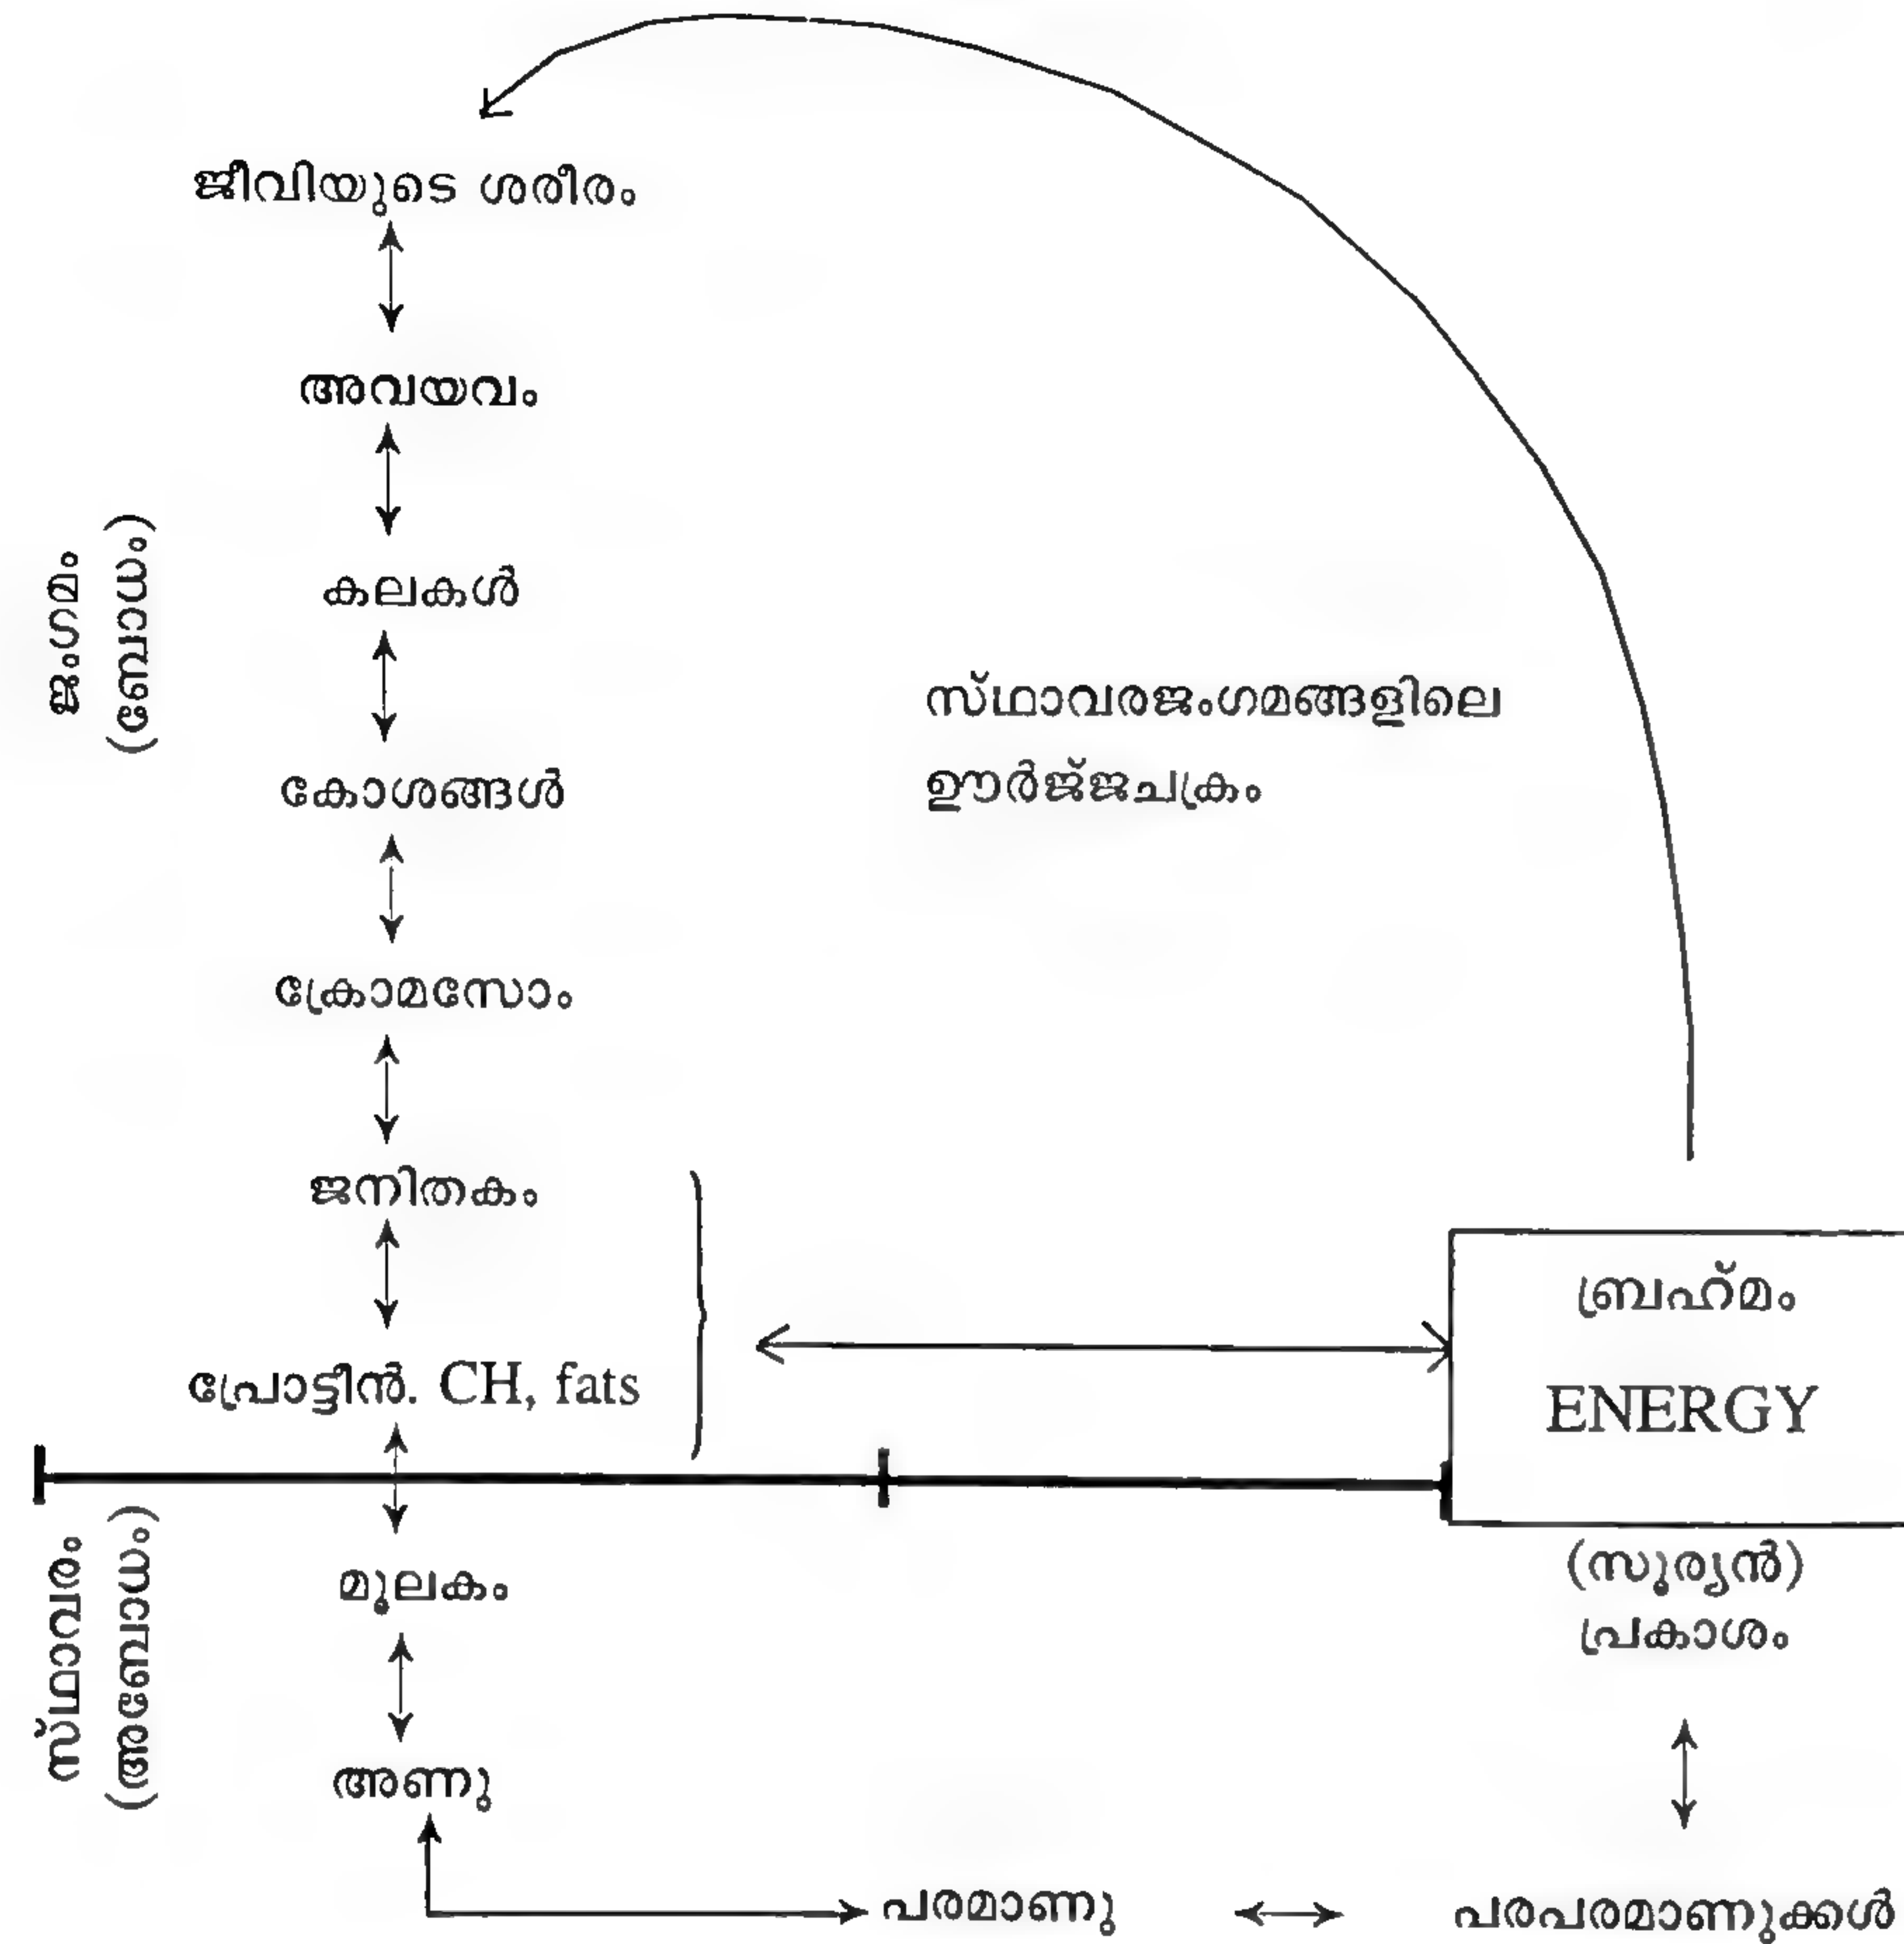 ജീവിയുടെ ശരീരം
അവയവം
കലകൾ
കോശങ്ങൾ
ക്രോമസോം
ജനിതകം
പ്രോട്ടീൻ. CH, fats
മൂലകം
അണു
പരമാണു
പരപരമാണുക്കൾ
ജംഗമം
(ബോധം)
സ്ഥാവരം
(അബോധം)
സ്ഥാവരജംഗമങ്ങളിലെ
ഊർജ്ജചക്രം
ബ്രഹ്‌മം
ENERGY
(സൂര്യൻ)
പ്രകാശം